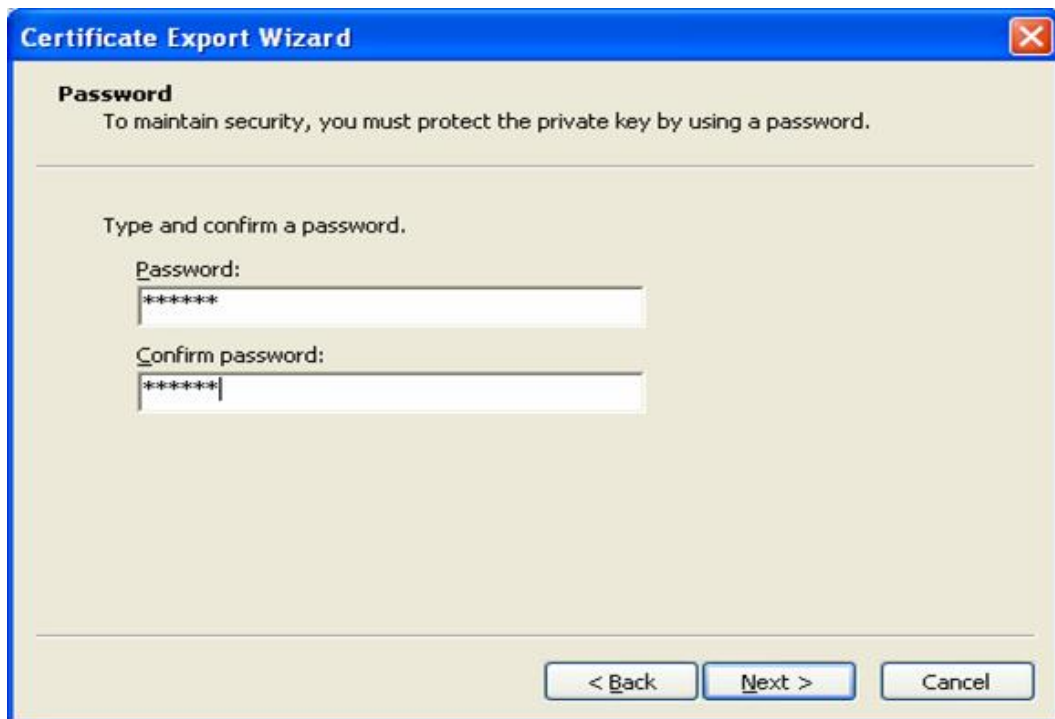 Certificate Export Wizard
Password
To maintain security, you must protect the private key by using a password.
Type and confirm a password.
Password:
******
Confirm password:
******
< Back Next > Cancel